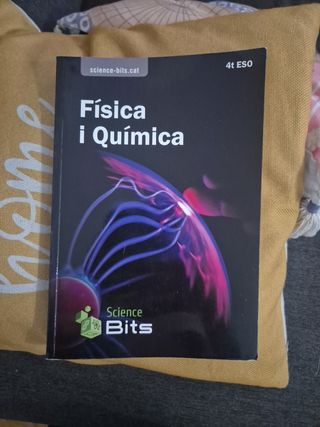 science-bits.cat
4t ESO
Física
i Química
Science
Bits
home